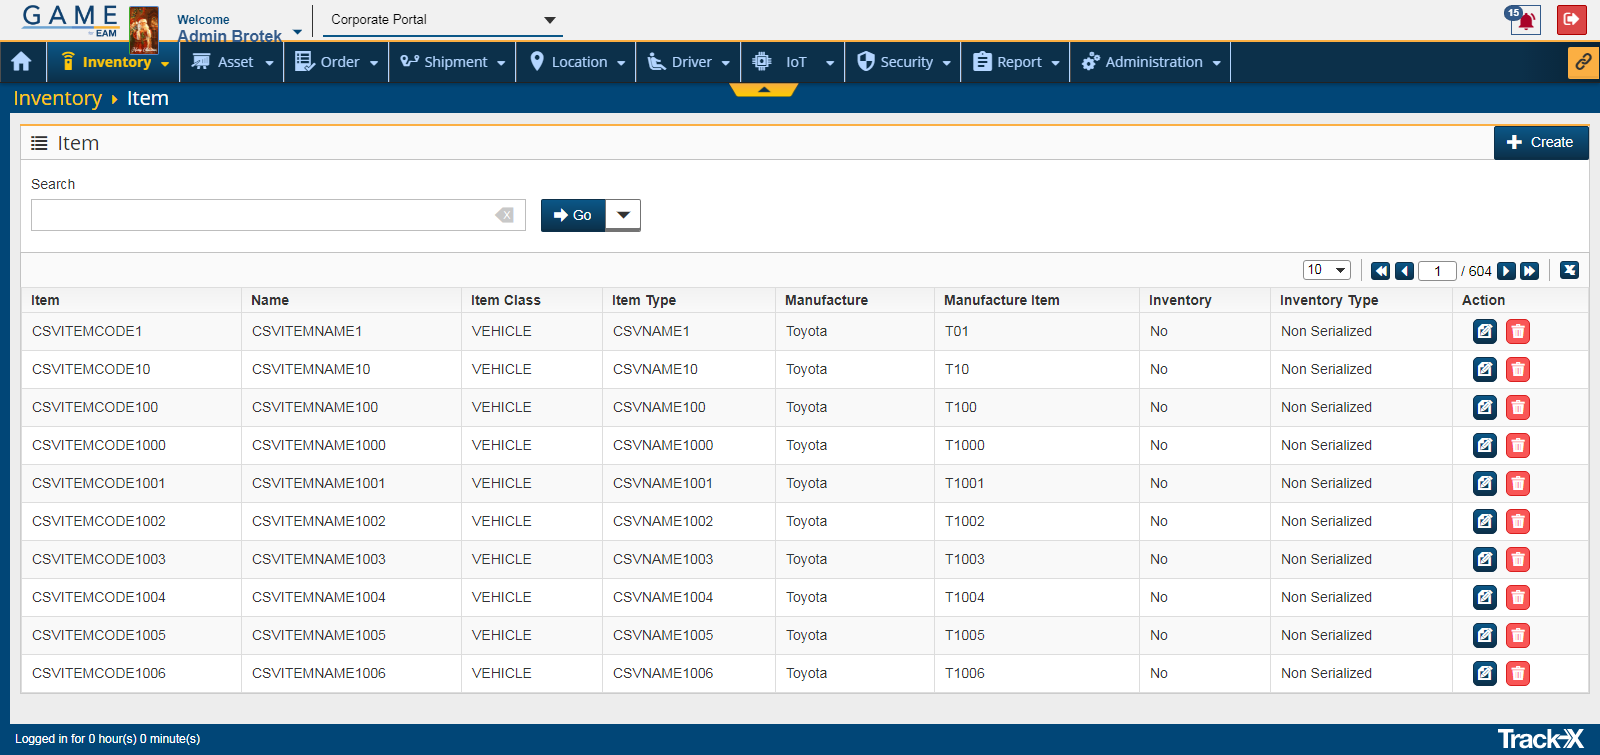 GAME
by EAM
Welcome
Admin Brotek
Corporate Portal
15
Inventory
Asset
Order
Shipment
Location
Driver
IoT
Security
Report
Administration
Inventory Item
Item
Create
Search
Go
10
1 / 604
Item Name Item Class Item Type Manufacture Manufacture Item Inventory Inventory Type Action
CSVITEMCODE1 CSVITEMNAME1 VEHICLE CSVNAME1 Toyota T01 No Non Serialized
CSVITEMCODE10 CSVITEMNAME10 VEHICLE CSVNAME10 Toyota T10 No Non Serialized
CSVITEMCODE100 CSVITEMNAME100 VEHICLE CSVNAME100 Toyota T100 No Non Serialized
CSVITEMCODE1000 CSVITEMNAME1000 VEHICLE CSVNAME1000 Toyota T1000 No Non Serialized
CSVITEMCODE1001 CSVITEMNAME1001 VEHICLE CSVNAME1001 Toyota T1001 No Non Serialized
CSVITEMCODE1002 CSVITEMNAME1002 VEHICLE CSVNAME1002 Toyota T1002 No Non Serialized
CSVITEMCODE1003 CSVITEMNAME1003 VEHICLE CSVNAME1003 Toyota T1003 No Non Serialized
CSVITEMCODE1004 CSVITEMNAME1004 VEHICLE CSVNAME1004 Toyota T1004 No Non Serialized
CSVITEMCODE1005 CSVITEMNAME1005 VEHICLE CSVNAME1005 Toyota T1005 No Non Serialized
CSVITEMCODE1006 CSVITEMNAME1006 VEHICLE CSVNAME1006 Toyota T1006 No Non Serialized
Logged in for 0 hour(s) 0 minute(s)
Track-X